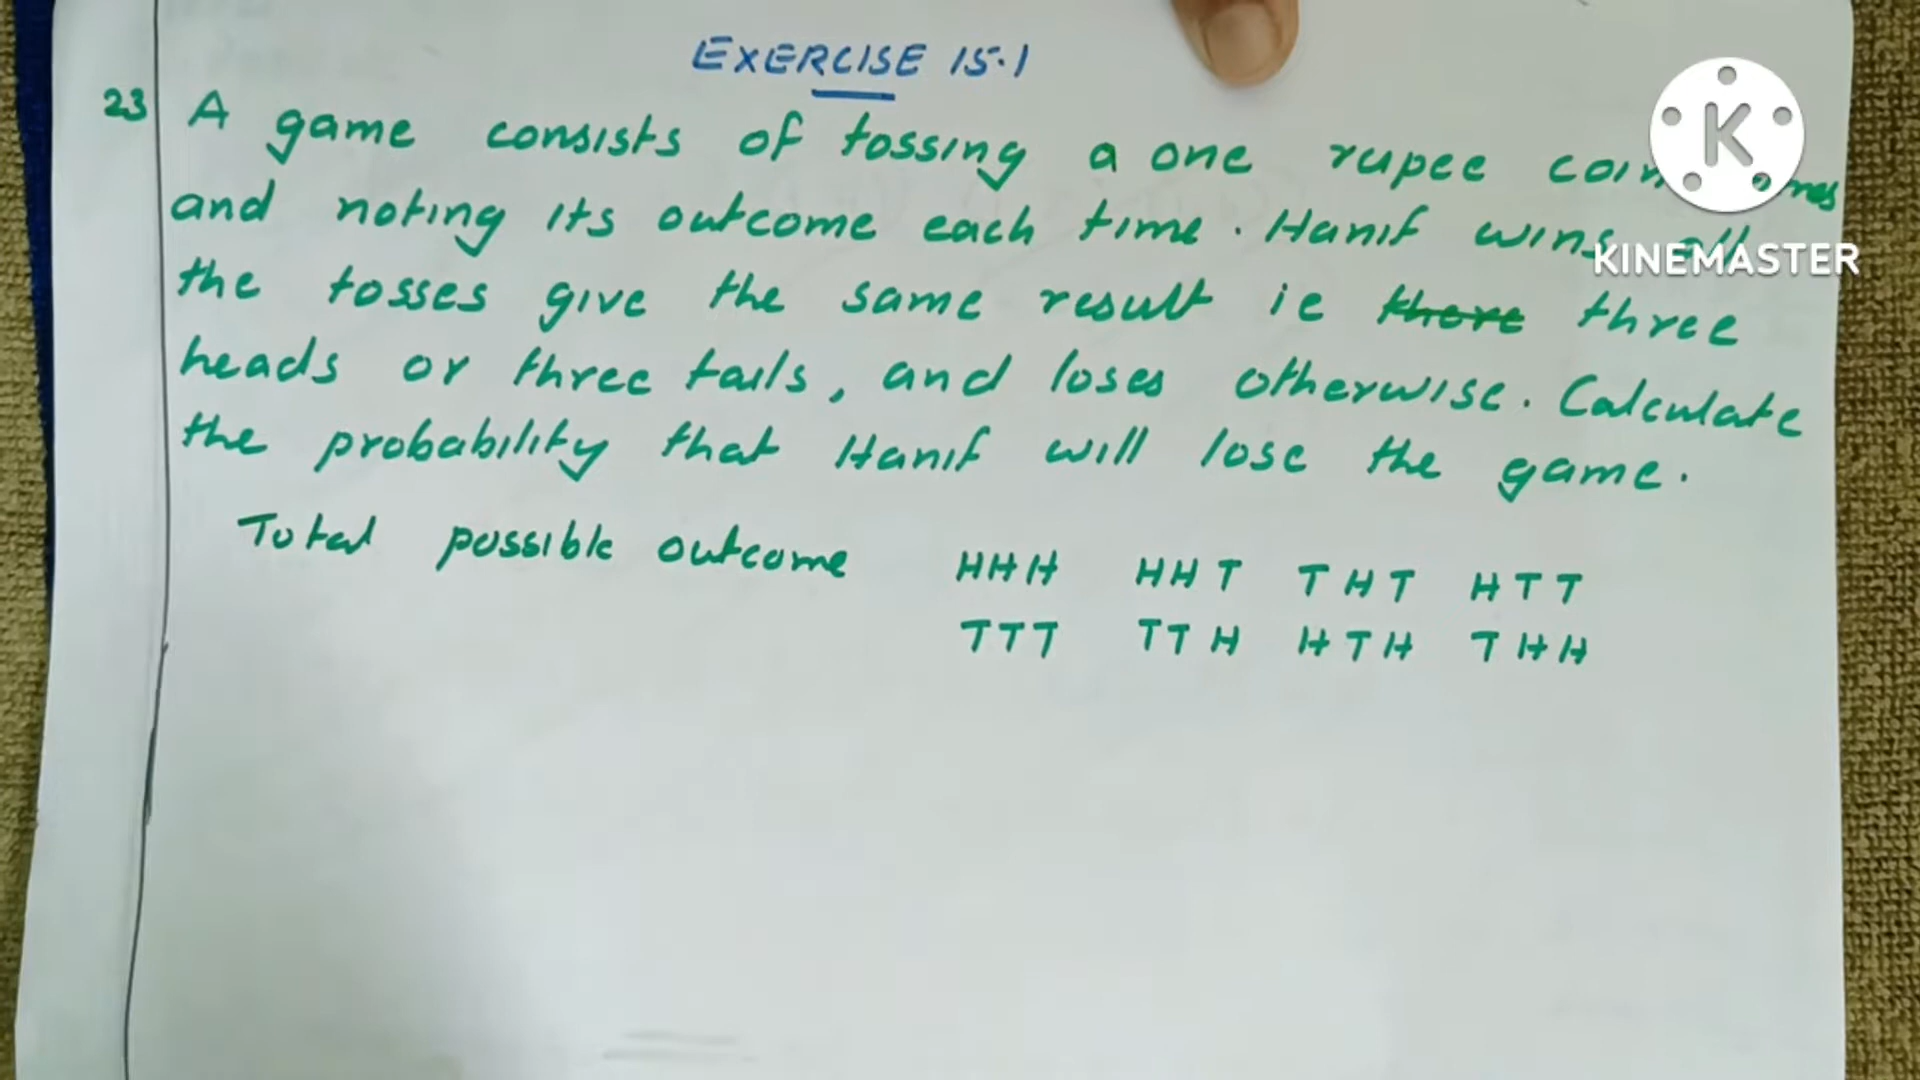 EXERCISE 15.1
23 A game consists of tossing a one rupee coin
and noting its outcome each time. Hanif wins all
the tosses give the same result ie there three
heads or three tails, and loses otherwise. Calculate
the probability that Hanif will lose the game.
Total possible outcome HHH HHT THT HTT
TTT TTH HTH THH
K
KINEMASTER